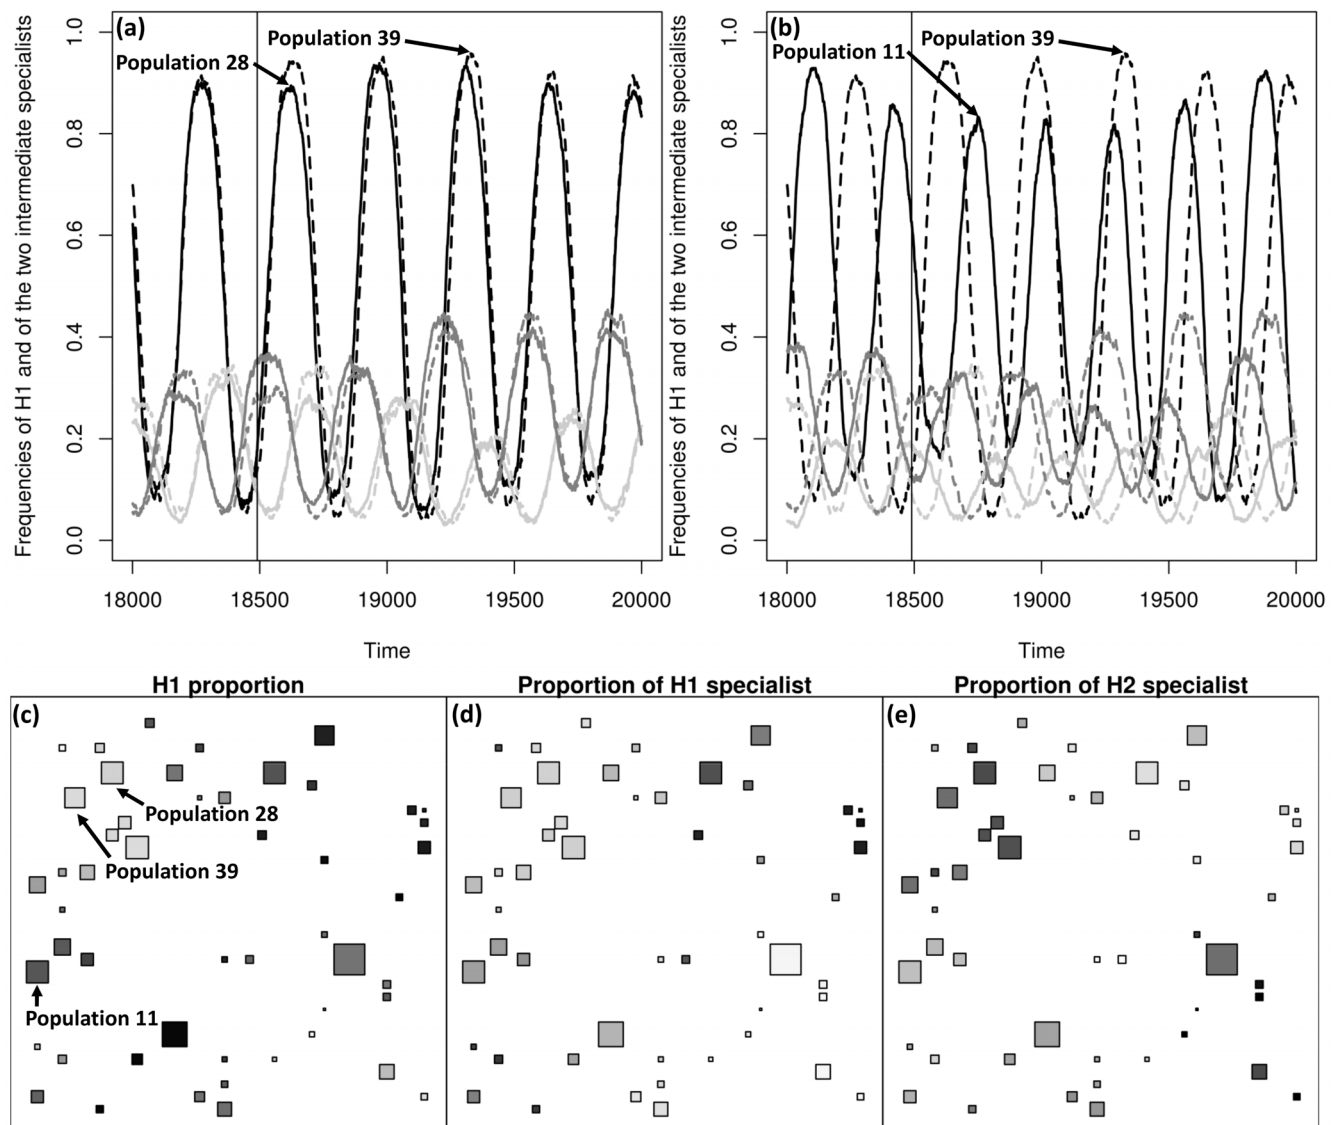 (a)
Population 39
Population 28
Frequencies of H1 and of the two intermediate specialists
1.0
0.8
0.6
0.4
0.2
0.0
18000 18500 19000 19500 20000
Time
(b)
Population 39
Population 11
Frequencies of H1 and of the two intermediate specialists
1.0
0.8
0.6
0.4
0.2
0.0
18000 18500 19000 19500 20000
Time
H1 proportion
(c)
Population 28
Population 39
Population 11
Proportion of H1 specialist
(d)
Proportion of H2 specialist
(e)